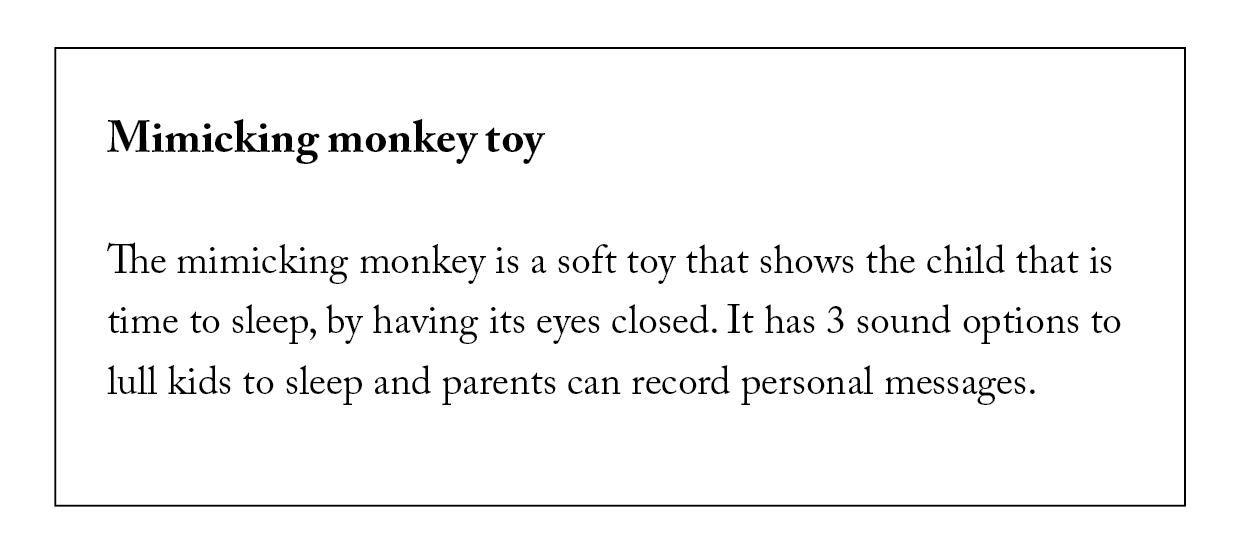 Mimicking monkey toy
The mimicking monkey is a soft toy that shows the child that is
time to sleep, by having its eyes closed. It has 3 sound options to
lull kids to sleep and parents can record personal messages.